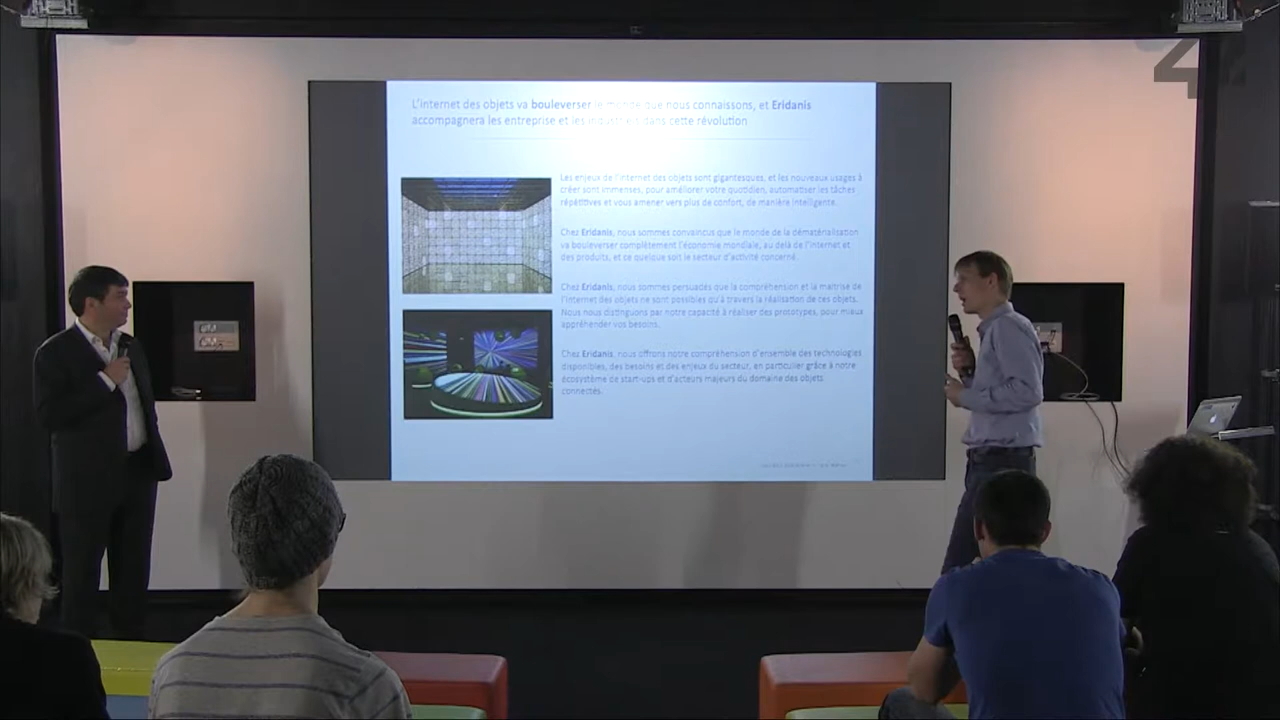 42
L'internet des objets va bouleverser le monde que nous connaissons, et Eridanis
accompagnera les entreprise et les industriels dans cette révolution
Les enjeux de l'internet des objets sont gigantesques, et les nouveaux usages à
créer sont immenses, pour améliorer votre quotidien, automatiser les tâches
répétitives et vous amener vers plus de confort, de manière intelligente.
Chez Eridanis, nous sommes convaincus que le monde de la dématérialisation
va bouleverser complètement l'économie mondiale, au delà de l'internet et
des produits, et ce quelque soit le secteur d'activité concerné.
Chez Eridanis, nous sommes persuadés que la compréhension et la maitrise de
l'internet des objets ne sont possibles qu'à travers la réalisation de ces objets.
Nous nous distinguons par notre capacité à réaliser des prototypes, pour mieux
appréhender vos besoins.
Chez Eridanis, nous offrons notre compréhension d'ensemble des technologies
disponibles, des besoins et des enjeux du secteur, en particulier grâce à notre
écosystème de start-ups et d'acteurs majeurs du domaine des objets
connectés.